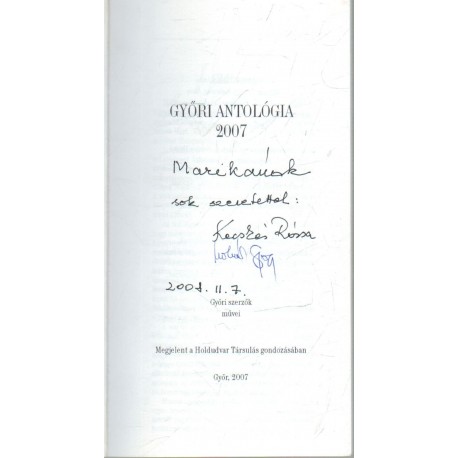 GYŐRI ANTOLÓGIA
2007
Marikának
sok szeretettel:
Kecskés Rózsa
2008. 11. 7.
Győri szerzők
művei
Megjelent a Holdudvar Társulás gondozásában
Győr, 2007